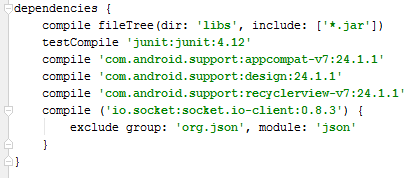 dependencies {
    compile fileTree(dir: 'libs', include: ['*.jar'])
    testCompile 'junit:junit:4.12'
    compile 'com.android.support:appcompat-v7:24.1.1'
    compile 'com.android.support:design:24.1.1'
    compile 'com.android.support:recyclerview-v7:24.1.1'
    compile ('io.socket:socket.io-client:0.8.3') {
        exclude group: 'org.json', module: 'json'
    }
}